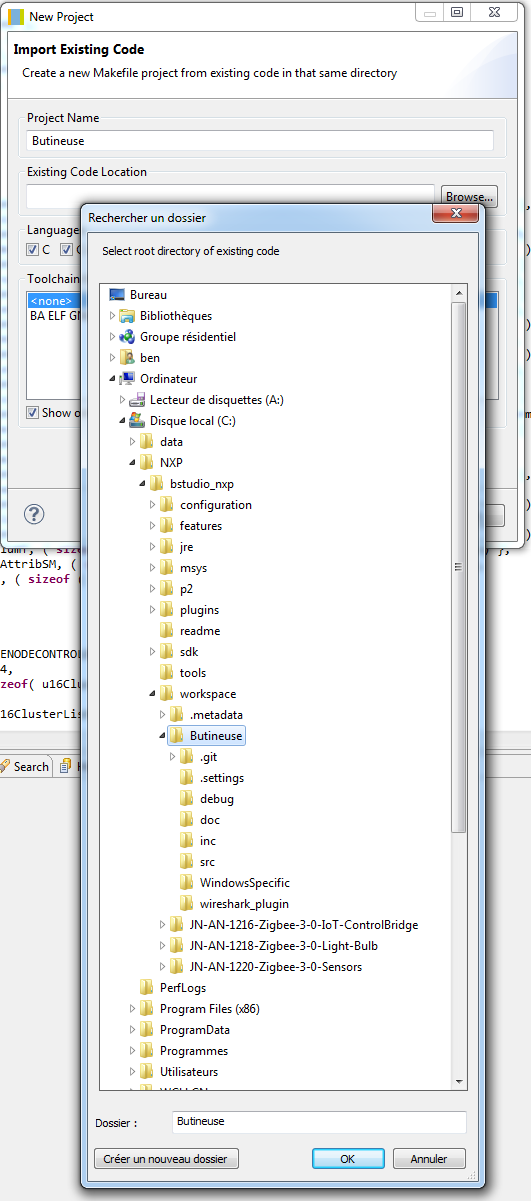 New Project
Import Existing Code
Create a new Makefile project from existing code in that same directory
Project Name
Butineuse
Existing Code Location
Browse...
Rechercher un dossier
Language
C
Select root directory of existing code
Toolchain
<none>
BA ELF
Show
Bureau
Bibliothèques
Groupe résidentiel
ben
Ordinateur
Lecteur de disquettes (A:)
Disque local (C:)
data
NXP
bstudio_nxp
configuration
features
jre
msys
p2
plugins
readme
sdk
tools
workspace
.metadata
Butineuse
.git
.settings
debug
doc
inc
src
WindowsSpecific
wireshark_plugin
JN-AN-1216-Zigbee-3-0-IoT-ControlBridge
JN-AN-1218-Zigbee-3-0-Light-Bulb
JN-AN-1220-Zigbee-3-0-Sensors
PerfLogs
Program Files (x86)
ProgramData
Programmes
Utilisateurs
AttribSM, (
, ( sizeof
ENODECONTROL
4,
zeof( u16Clu
16ClusterLis
Search
Dossier :
Butineuse
Créer un nouveau dossier
OK
Annuler